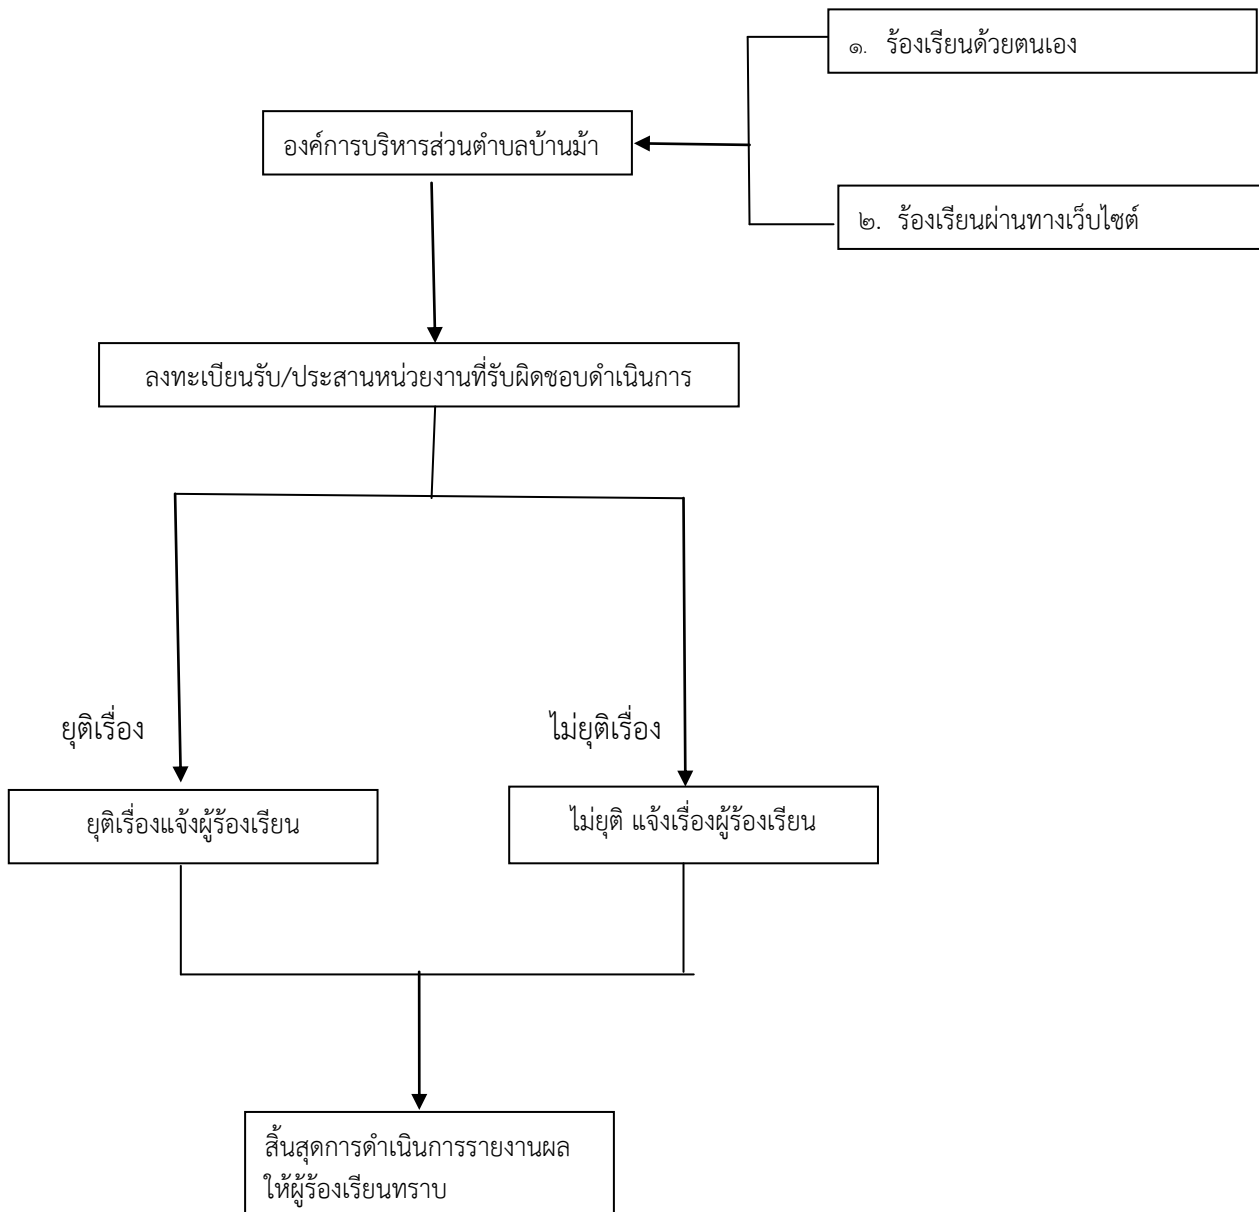 ๑. ร้องเรียนด้วยตนเอง
องค์การบริหารส่วนตำบลบ้านม้า
๒. ร้องเรียนผ่านทางเว็บไซต์
ลงทะเบียนรับ/ประสานหน่วยงานที่รับผิดชอบดำเนินการ
ยุติเรื่อง
ไม่ยุติเรื่อง
ยุติเรื่องแจ้งผู้ร้องเรียน
ไม่ยุติ แจ้งเรื่องผู้ร้องเรียน
สิ้นสุดการดำเนินการรายงานผล
ให้ผู้ร้องเรียนทราบ